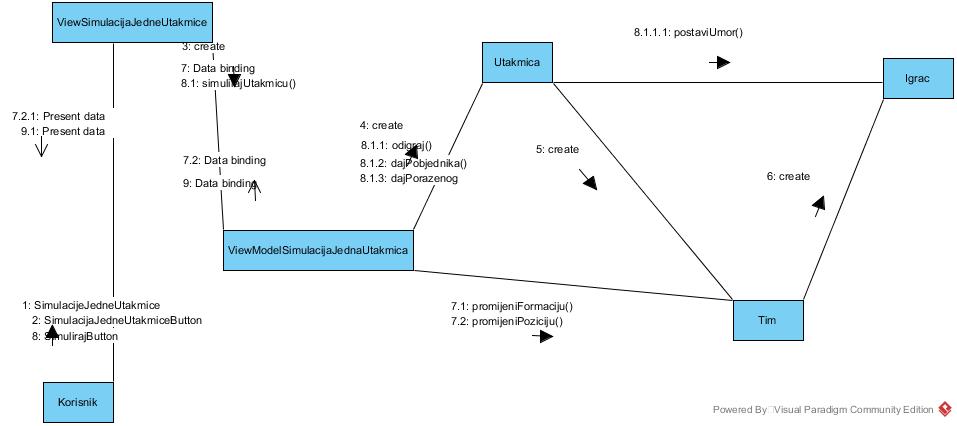 ViewSimulacijaJedneUtakmice
3: create
7: Data binding
8.1: simulirajUtakmicu()
8.1.1.1: postaviUmor()
Utakmica
Igrac
7.2.1: Present data
9.1: Present data
4: create
8.1.1: odigraj()
8.1.2: dajPobjednika()
8.1.3: dajPorazenog
5: create
6: create
7.2: Data binding
9: Data binding
ViewModelSimulacijaJednaUtakmica
1: SimulacijeJedneUtakmice
2: SimulacijaJedneUtakmiceButton
8: SimulirajButton
7.1: promijeniFormaciju()
7.2: promijeniPoziciju()
Tim
Korisnik
Powered By Visual Paradigm Community Edition